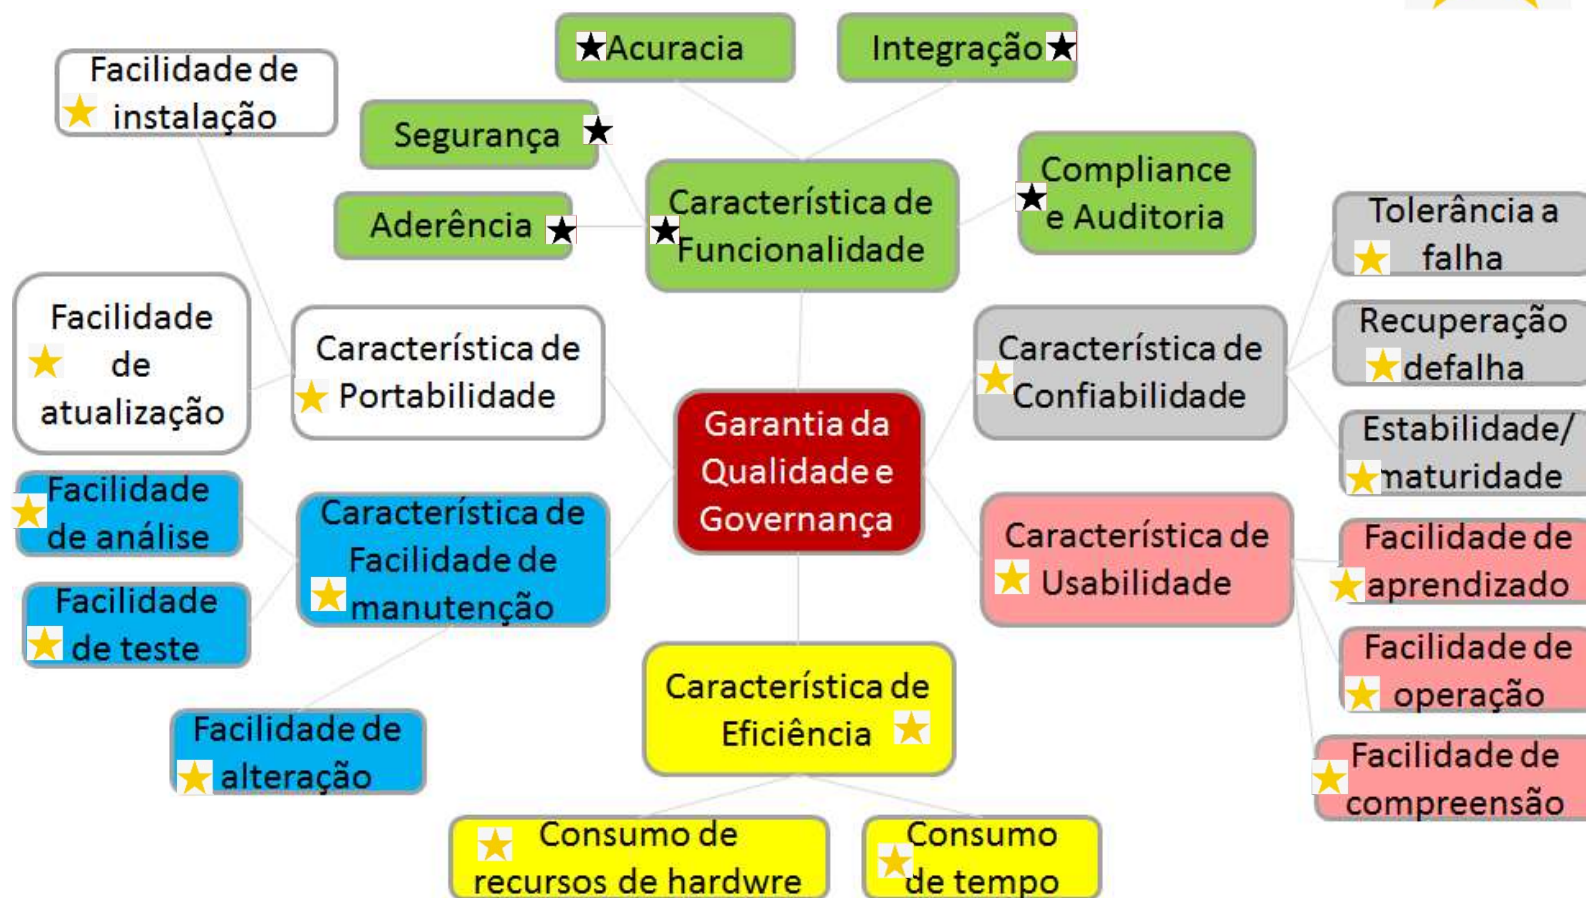 Acuracia
Integração
Facilidade de
instalação
Segurança
Aderência
Característica de
Funcionalidade
Compliance
e Auditoria
Tolerância a
falha
Recuperação
defalha
Estabilidade/
maturidade
Facilidade
de
atualização
Característica de
Portabilidade
Garantia da
Qualidade e
Governança
Característica de
Confiabilidade
Facilidade
de análise
Facilidade
de teste
Característica de
Facilidade de
manutenção
Característica de
Usabilidade
Facilidade de
aprendizado
Facilidade de
operação
Facilidade de
compreensão
Facilidade de
alteração
Característica de
Eficiência
Consumo de
recursos de hardwre
Consumo
de tempo